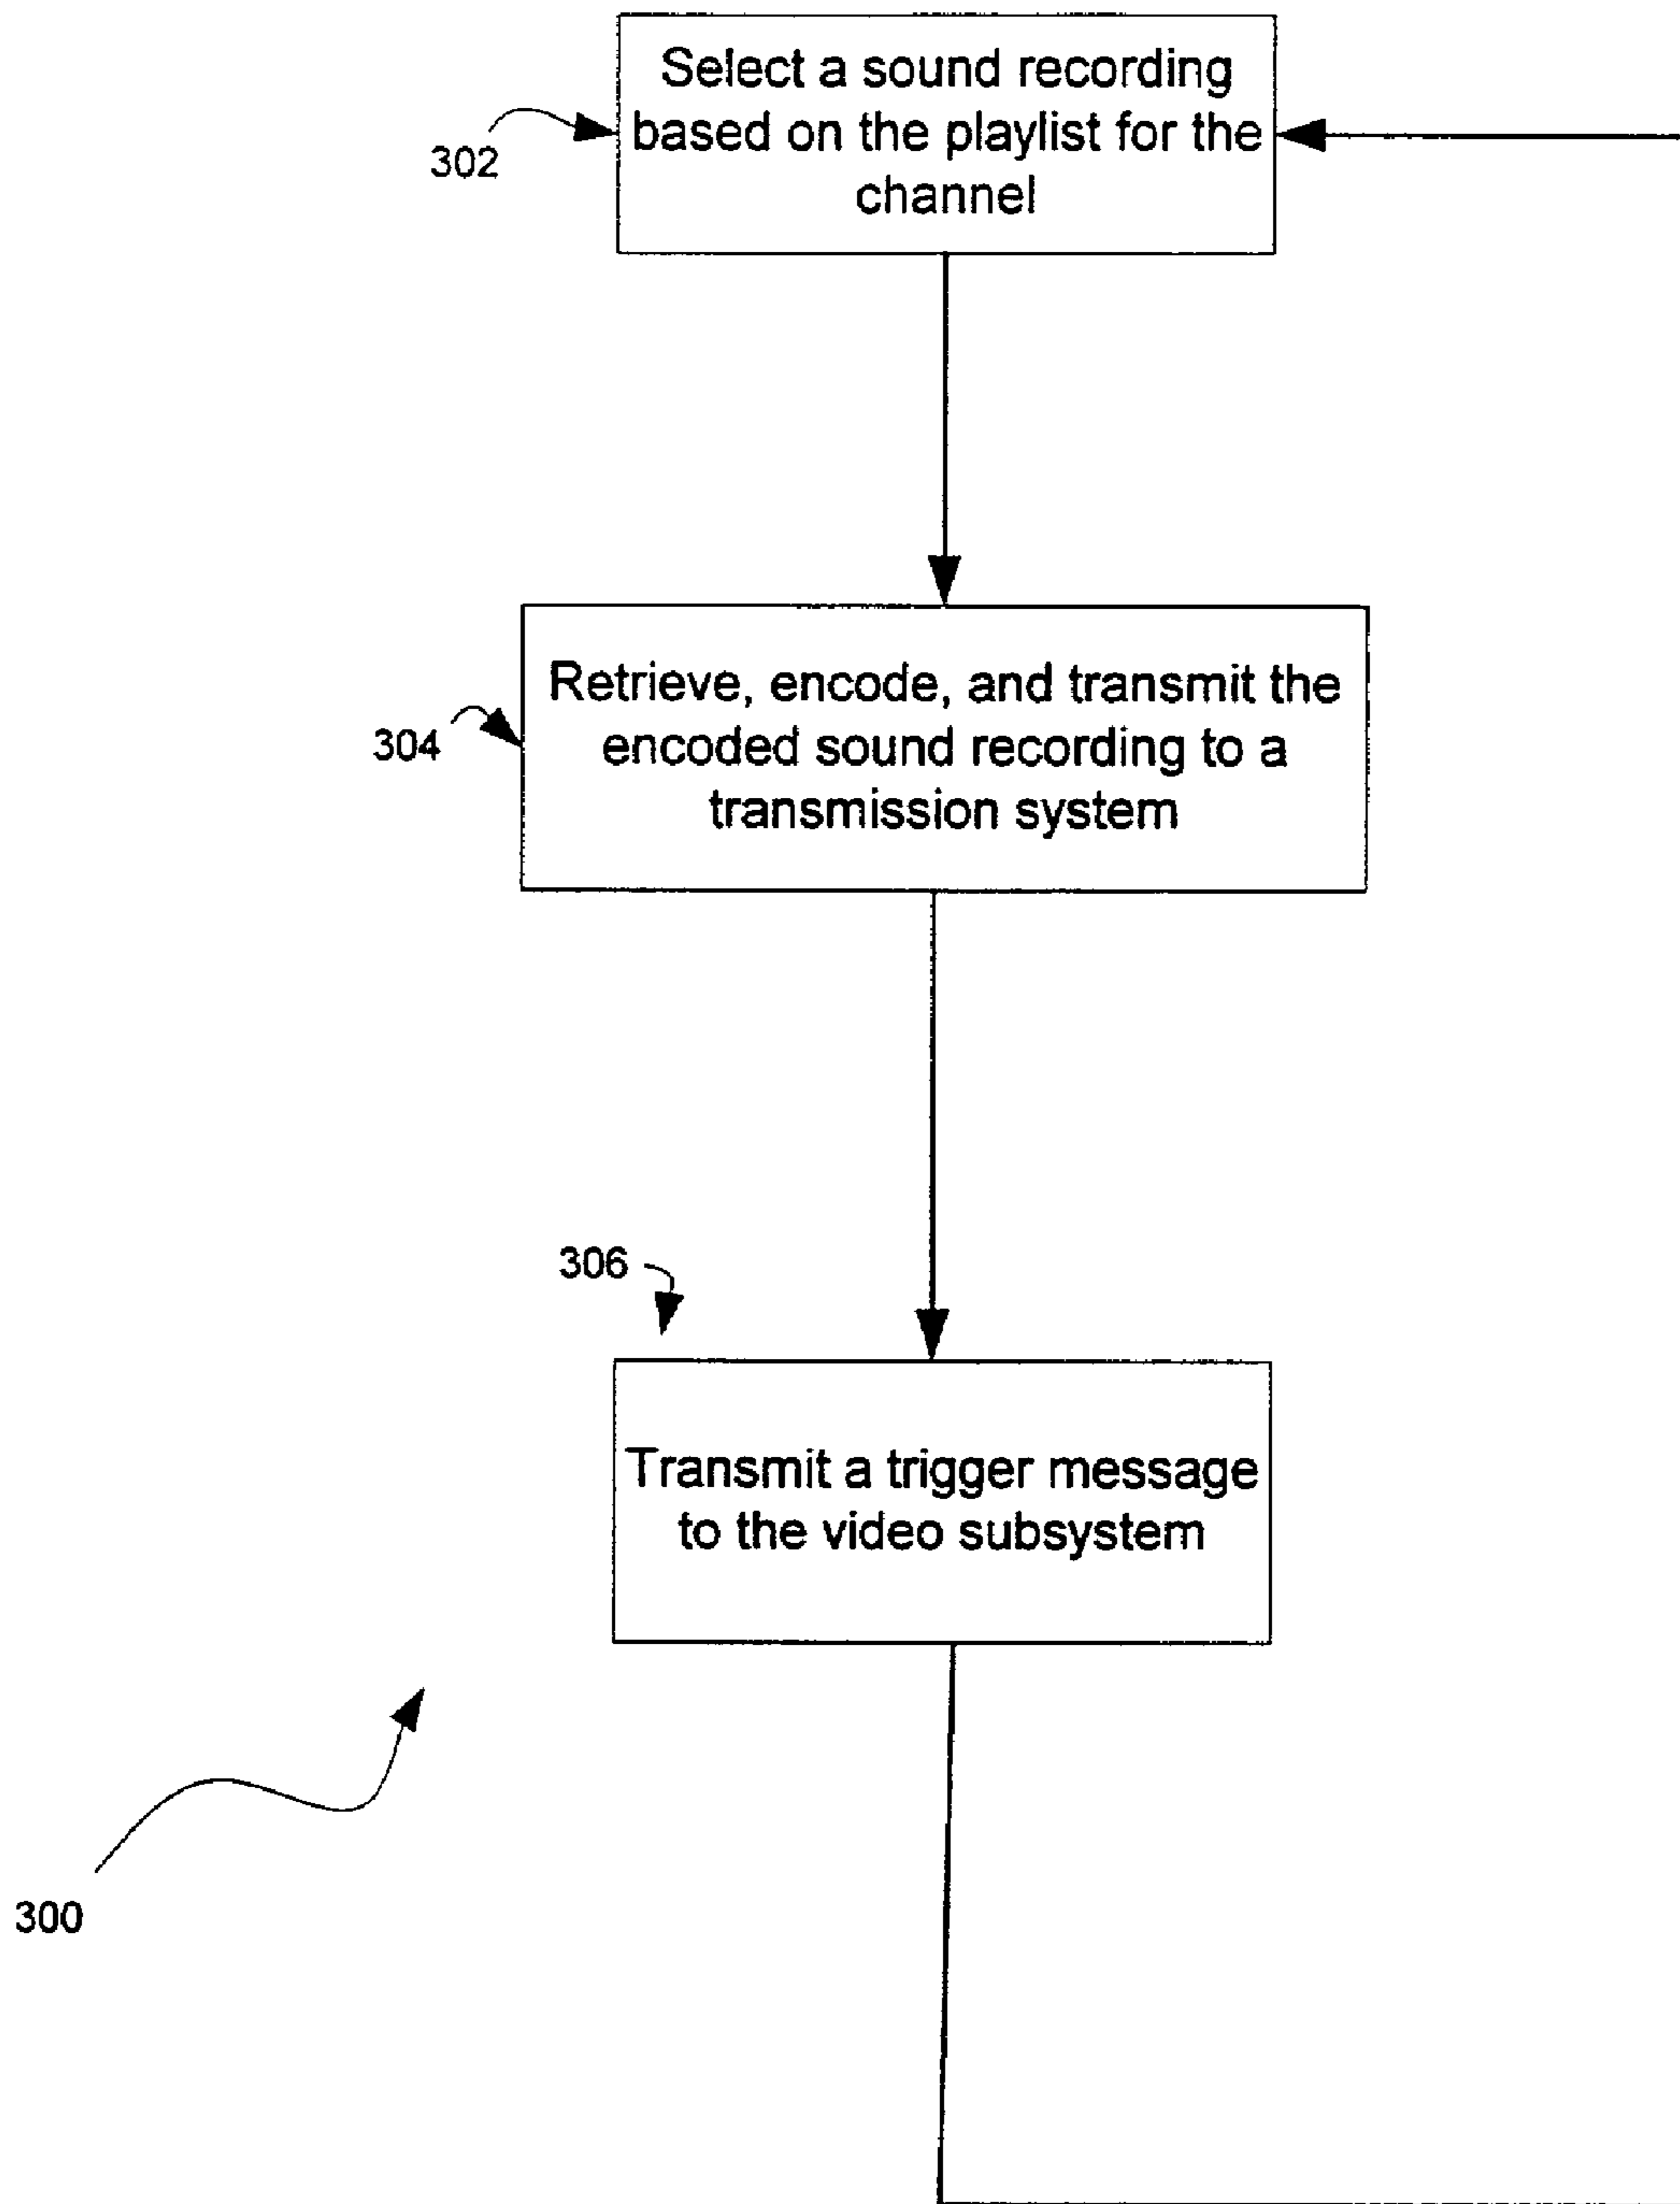 Select a sound recording
based on the playlist for the
channel
302
Retrieve, encode, and transmit the
encoded sound recording to a
transmission system
304
306
Transmit a trigger message
to the video subsystem
300